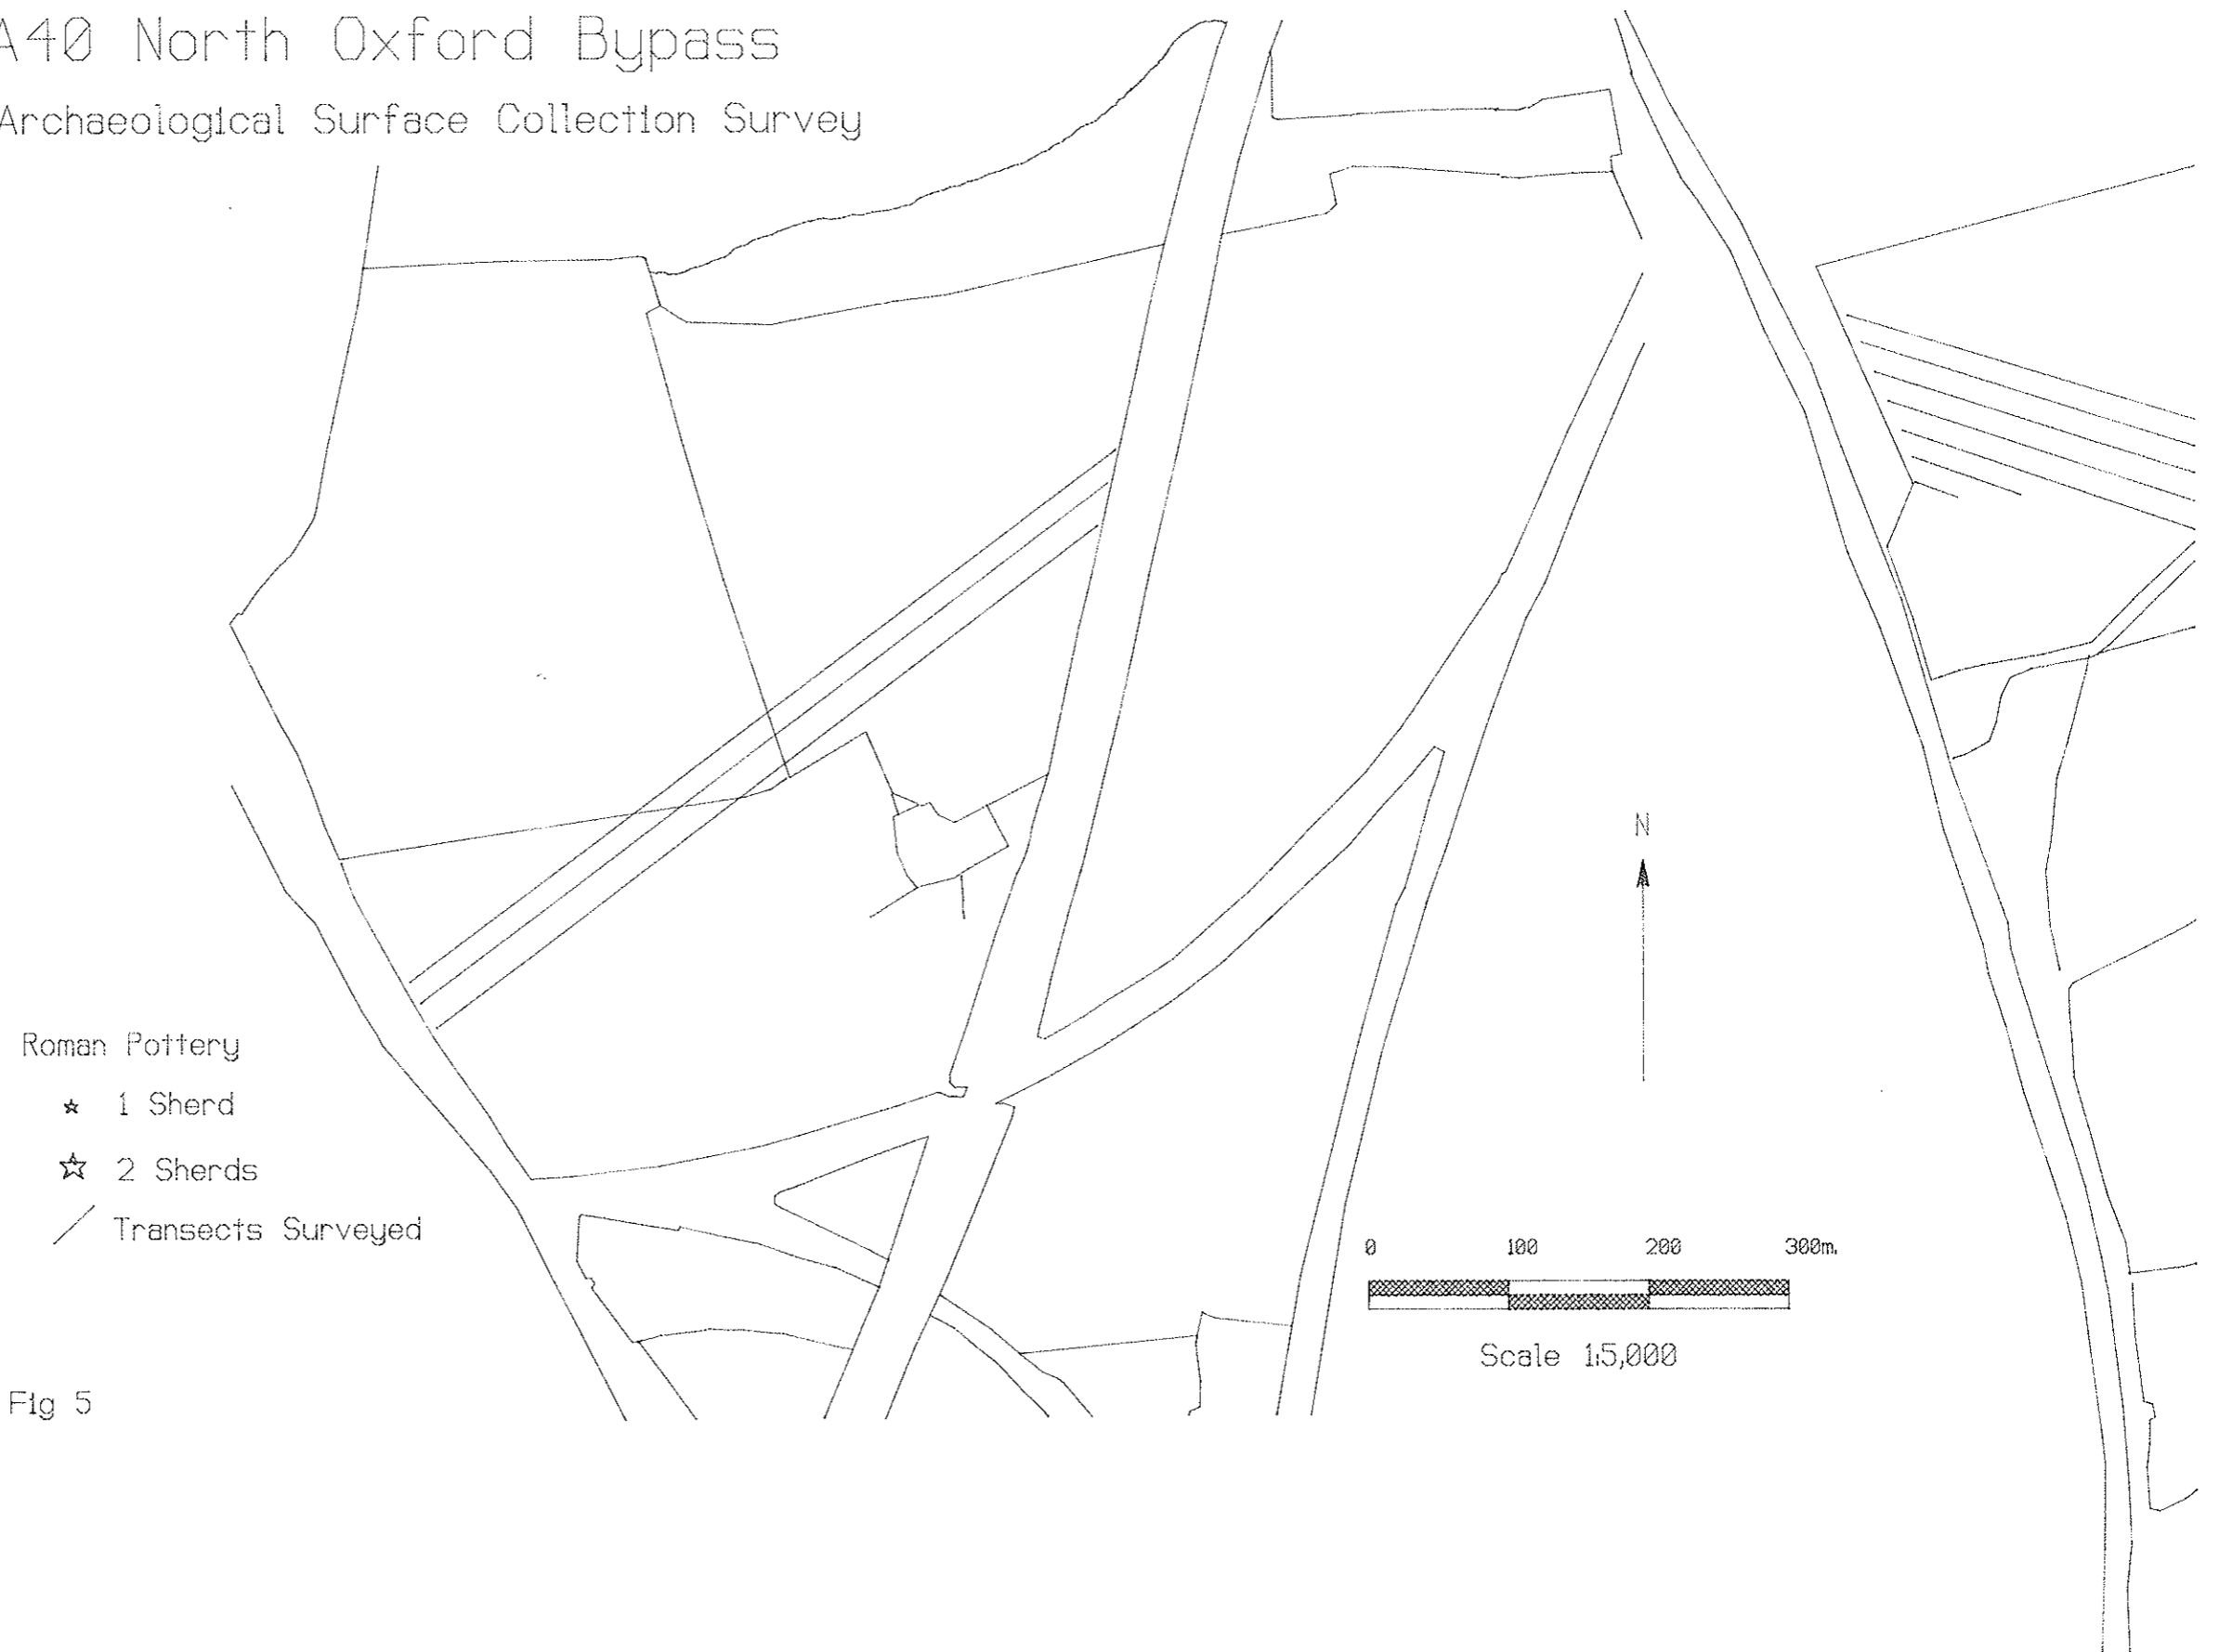 A40 North Oxford Bypass
Archaeological Surface Collection Survey
N
Roman Pottery
1 Sherd
2 Sherds
Transects Surveyed
0 100 200 300m.
Scale 1:5,000
Fig 5